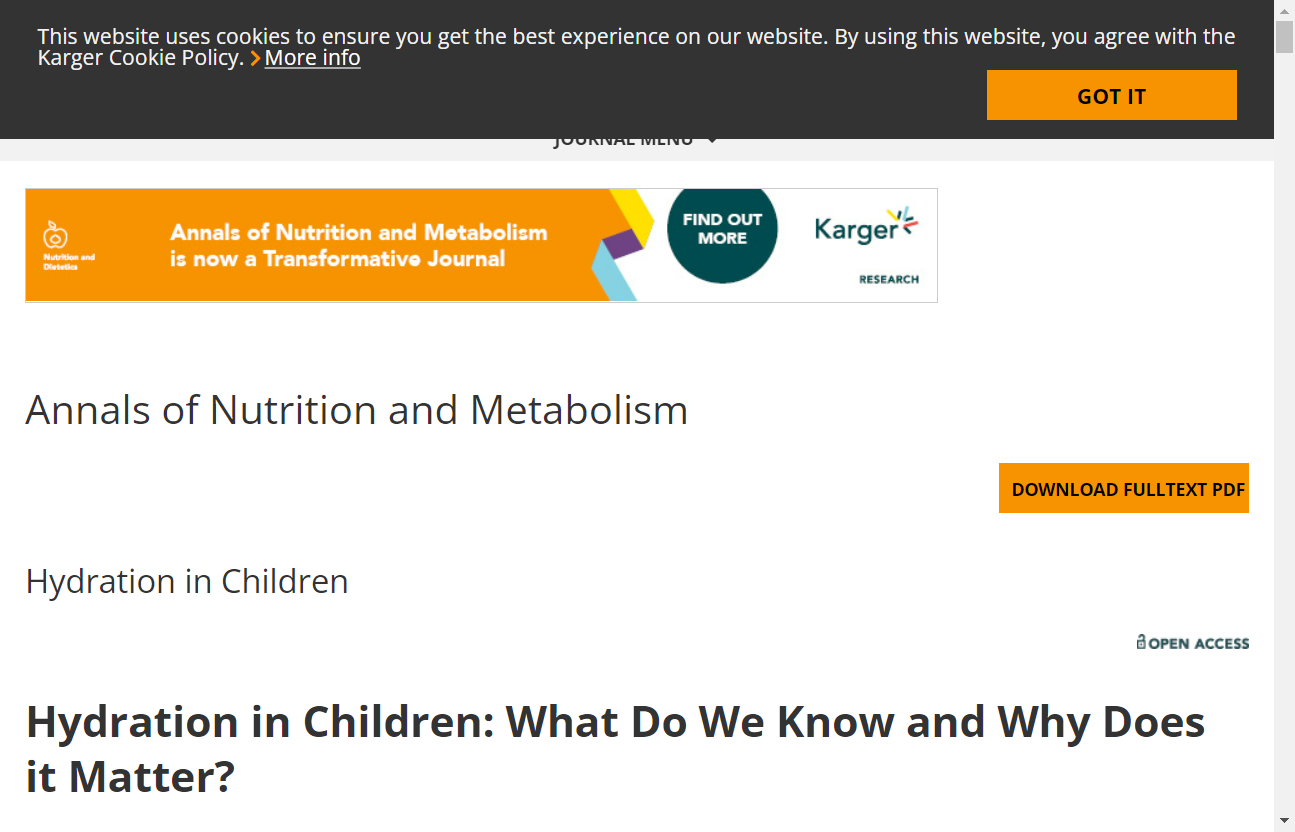 This website uses cookies to ensure you get the best experience on our website. By using this website, you agree with the
Karger Cookie Policy. More info
GOT IT
JOURNAL MENU
Nutrition and
Dietetics
Annals of Nutrition and Metabolism
is now a Transformative Journal
FIND OUT
MORE
Karger
RESEARCH
Annals of Nutrition and Metabolism
DOWNLOAD FULLTEXT PDF
Hydration in Children
OPEN ACCESS
Hydration in Children: What Do We Know and Why Does
it Matter?